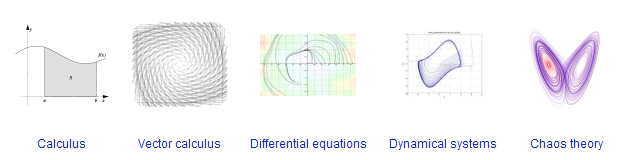 y
f(x)
S
a
b
x
Calculus
Vector calculus
Differential equations
Dynamical systems
Chaos theory